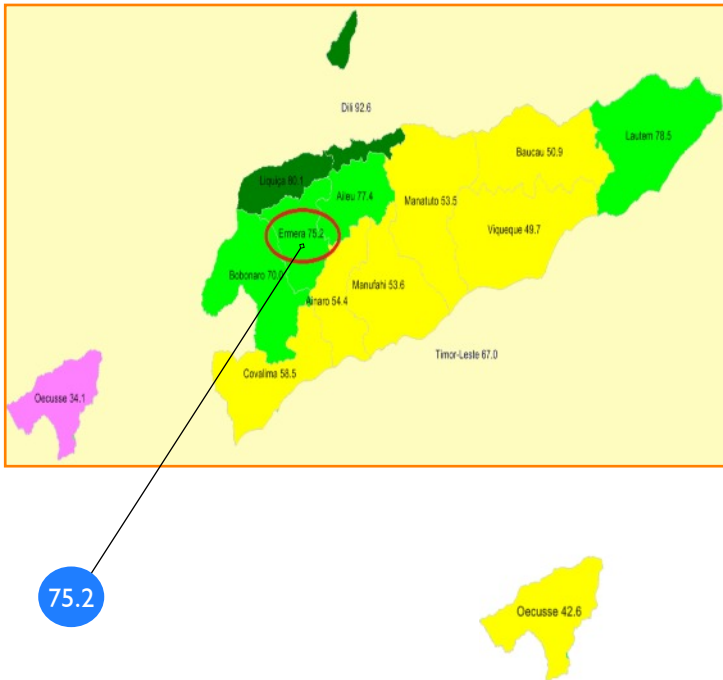 Dili 92.6
Lautem 78.5
Baucau 50.9
Liquiça 80.1
Aileu 77.4
Manatuto 53.5
Ermera 75.2
Viqueque 49.7
Bobonaro 70.0
Manufahi 53.6
Ainaro 54.4
Timor-Leste 67.0
Covalima 58.5
Oecusse 34.1
75.2
Oecusse 42.6